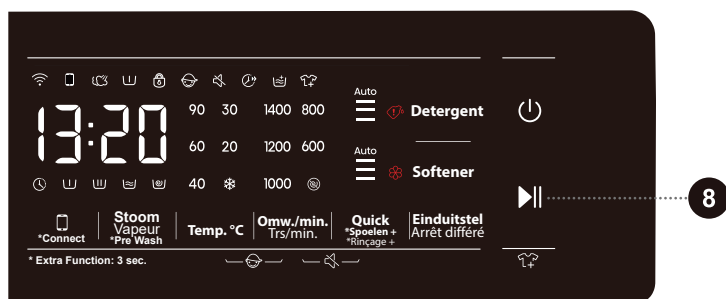 Auto
13:20
90 30 1400 800
Detergent
60 20 1200 600
Auto
Softener
40 1000
8
*Connect
Stoom
Vapeur
*Pre Wash
Temp. °C
Omw./min.
Trs/min.
Quick
*Spoelen +
*Rinçage +
Einduitstel
Arrêt différé
* Extra Function: 3 sec.